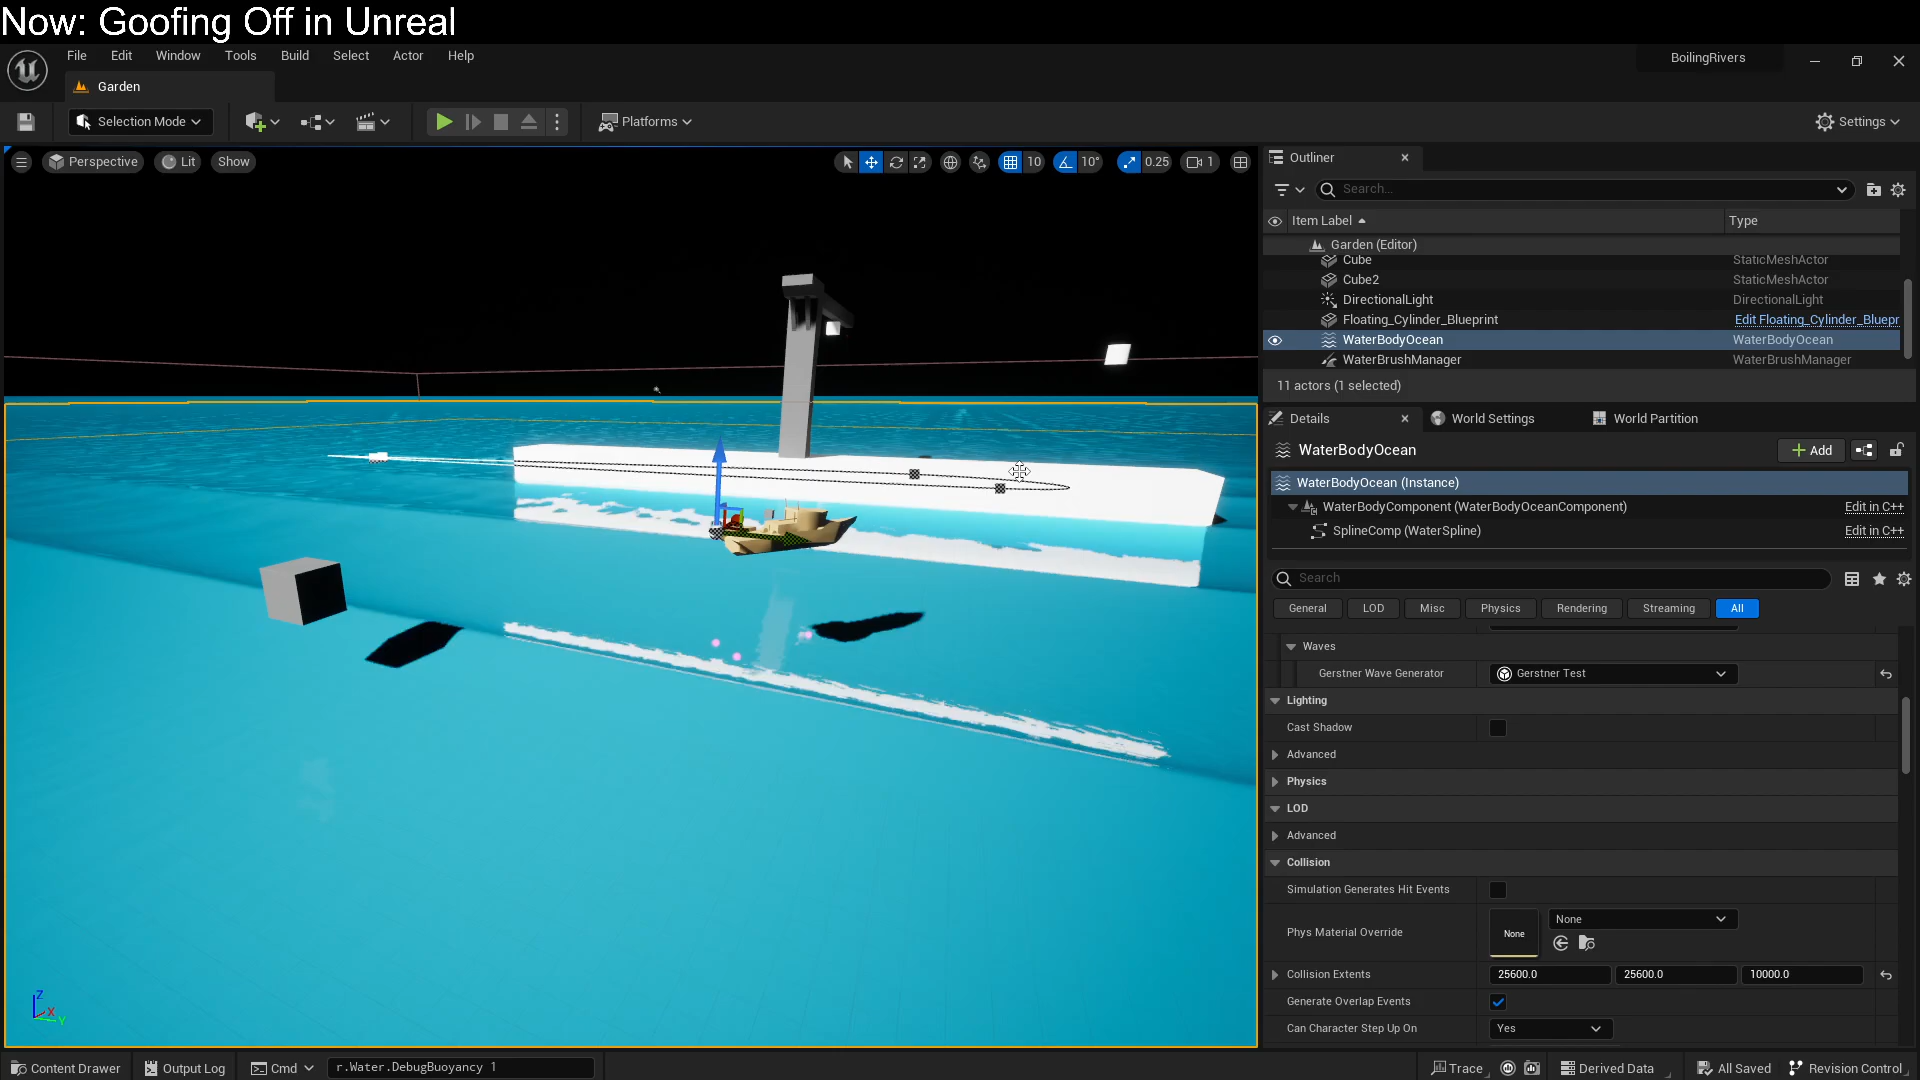 Now: Goofing Off in Unreal
File Edit Window Tools Build Select Actor Help
BoilingRivers
Garden
Selection Mode
Platforms
Settings
Perspective Lit Show
10 10° 0.25 1
Outliner
Search...
Item Label Type
Garden (Editor)
Cube StaticMeshActor
Cube2 StaticMeshActor
DirectionalLight DirectionalLight
Floating_Cylinder_Blueprint Edit Floating_Cylinder_Bluepr
WaterBodyOcean WaterBodyOcean
WaterBrushManager WaterBrushManager
11 actors (1 selected)
Details World Settings World Partition
WaterBodyOcean Add
WaterBodyOcean (Instance)
WaterBodyComponent (WaterBodyOceanComponent) Edit in C++
SplineComp (WaterSpline) Edit in C++
Search
General LOD Misc Physics Rendering Streaming All
Waves
Gerstner Wave Generator Gerstner Test
Lighting
Cast Shadow
Advanced
Physics
LOD
Advanced
Collision
Simulation Generates Hit Events
None
Phys Material Override None
Collision Extents 25600.0 25600.0 10000.0
Generate Overlap Events
Can Character Step Up On Yes
Z
X
Y
Content Drawer Output Log Cmd r.Water.DebugBuoyancy 1 Trace Derived Data All Saved Revision Control